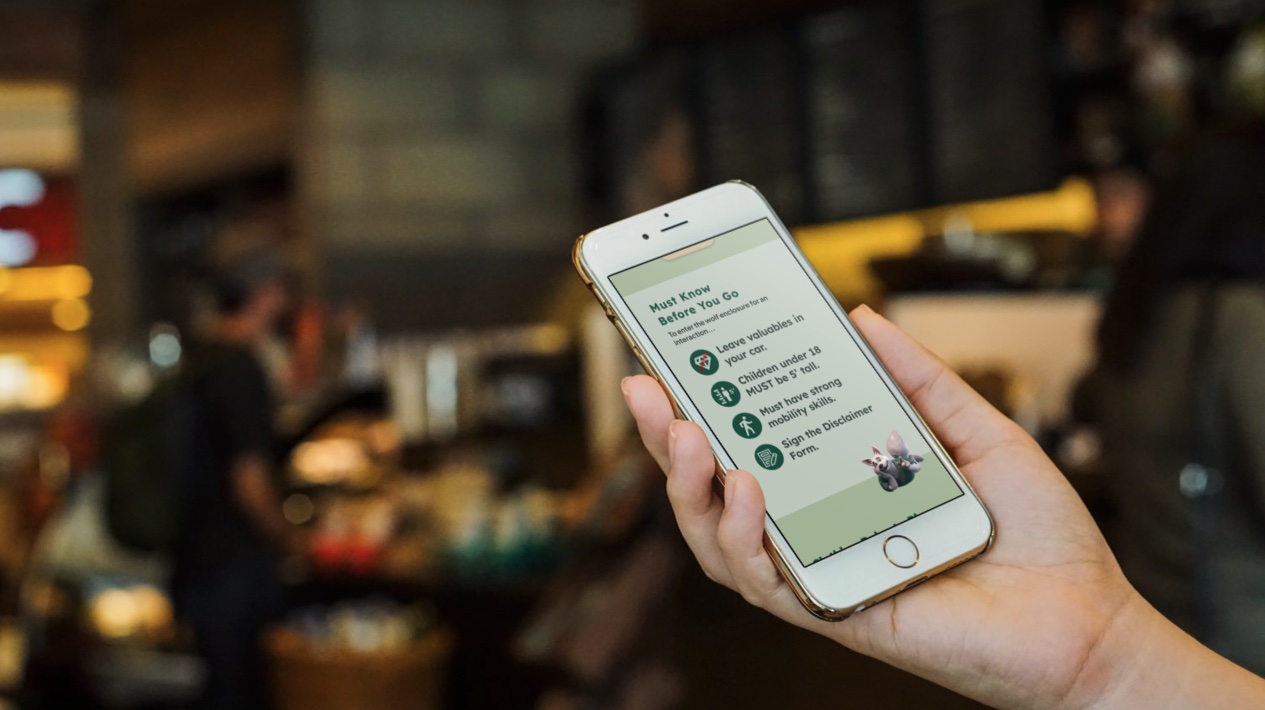 Must Know
Before You Go
To enter the wolf enclosure for an
interaction...
Leave valuables in
your car.
Children under 18
MUST be 5' tall.
Must have strong
mobility skills.
Sign the Disclaimer
Form.